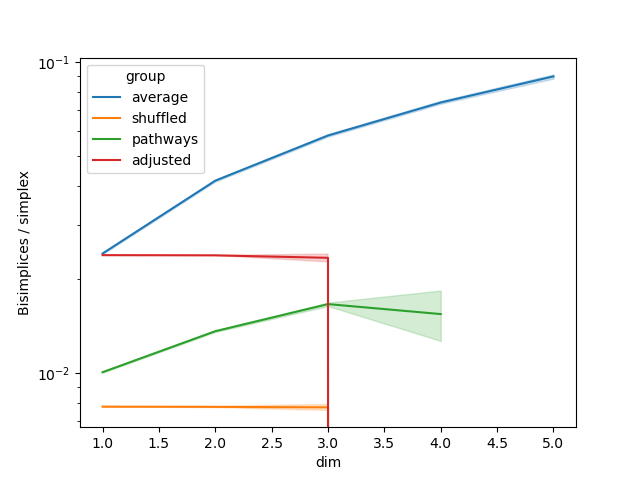 10⁻¹
group
average
shuffled
pathways
adjusted
Bisimplices / simplex
10⁻²
1.0 1.5 2.0 2.5 3.0 3.5 4.0 4.5 5.0
dim